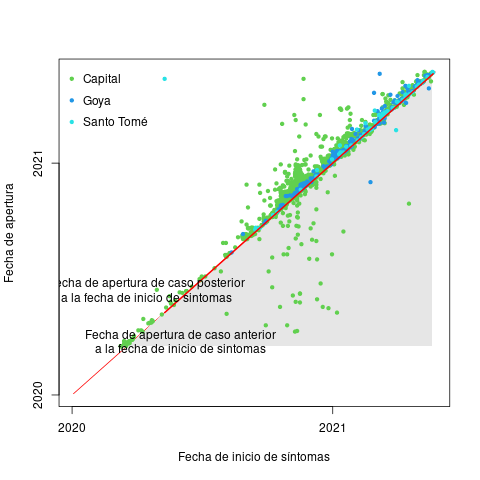 Capital
Goya
Santo Tomé
2021
Fecha de apertura
echa de apertura de caso posterior
a la fecha de inicio de síntomas
Fecha de apertura de caso anterior
a la fecha de inicio de síntomas
2020
2020
2021
Fecha de inicio de síntomas